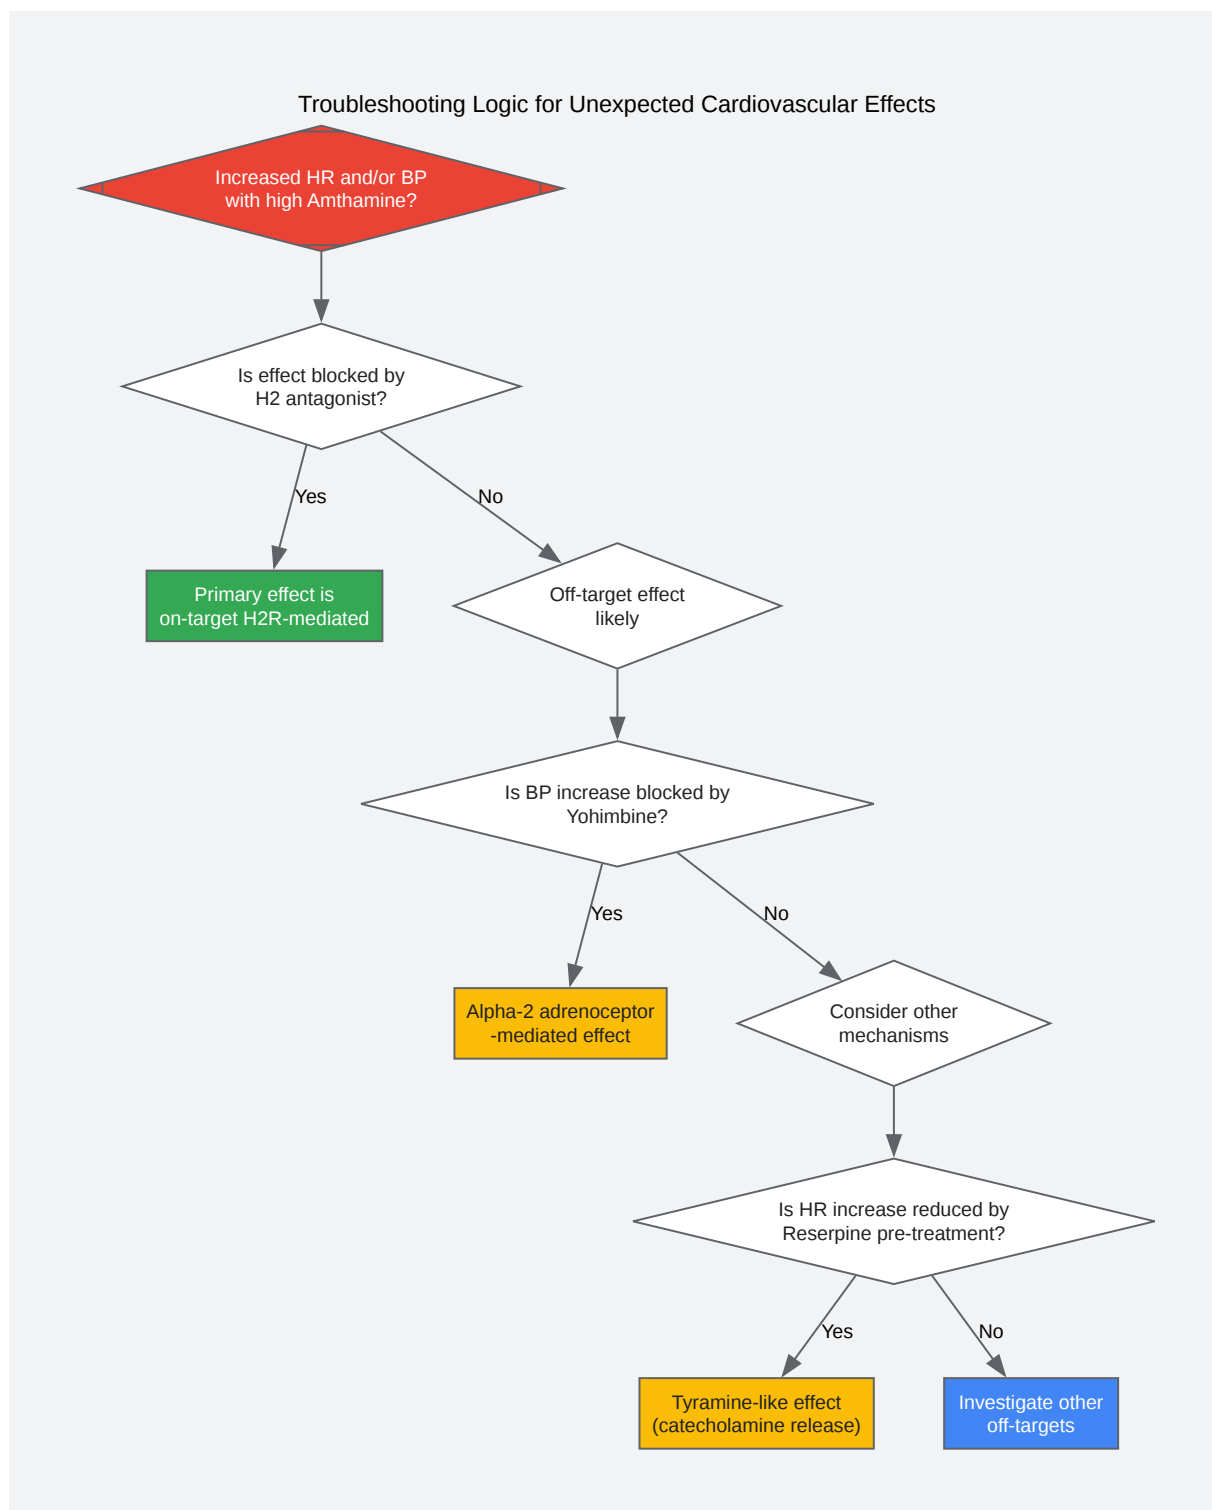 Troubleshooting Logic for Unexpected Cardiovascular Effects
Increased HR and/or BP
with high Amthamine?
Is effect blocked by
H2 antagonist?
Yes
No
Primary effect is
on-target H2R-mediated
Off-target effect
likely
Is BP increase blocked by
Yohimbine?
Yes
No
Alpha-2 adrenoceptor
-mediated effect
Consider other
mechanisms
Is HR increase reduced by
Reserpine pre-treatment?
Yes
No
Tyramine-like effect
(catecholamine release)
Investigate other
off-targets